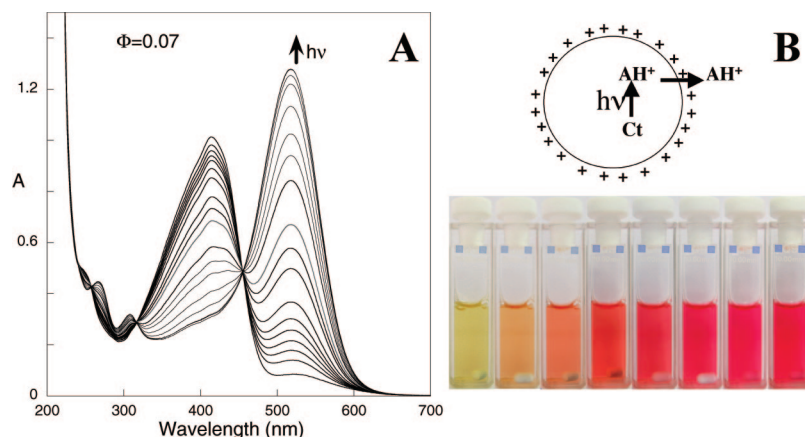 Φ=0.07
hν
A
1.2
A
0.6
0
200 300 400 500 600 700
Wavelength (nm)
B
+ + + + + + + + + + + + + + + + + + + + + + + +
AH⁺ AH⁺
hν
Ct